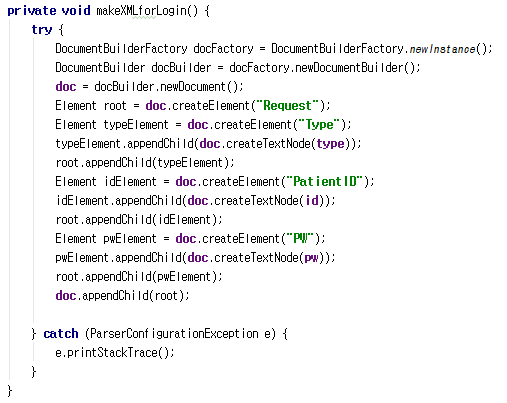 private void makeXMLforLogin() {
    try {
        DocumentBuilderFactory docFactory = DocumentBuilderFactory.newInstance();
        DocumentBuilder docBuilder = docFactory.newDocumentBuilder();
        doc = docBuilder.newDocument();
        Element root = doc.createElement("Request");
        Element typeElement = doc.createElement("Type");
        typeElement.appendChild(doc.createTextNode(type));
        root.appendChild(typeElement);
        Element idElement = doc.createElement("PatientID");
        idElement.appendChild(doc.createTextNode(id));
        root.appendChild(idElement);
        Element pwElement = doc.createElement("PW");
        pwElement.appendChild(doc.createTextNode(pw));
        root.appendChild(pwElement);
        doc.appendChild(root);

    } catch (ParserConfigurationException e) {
        e.printStackTrace();
    }
}